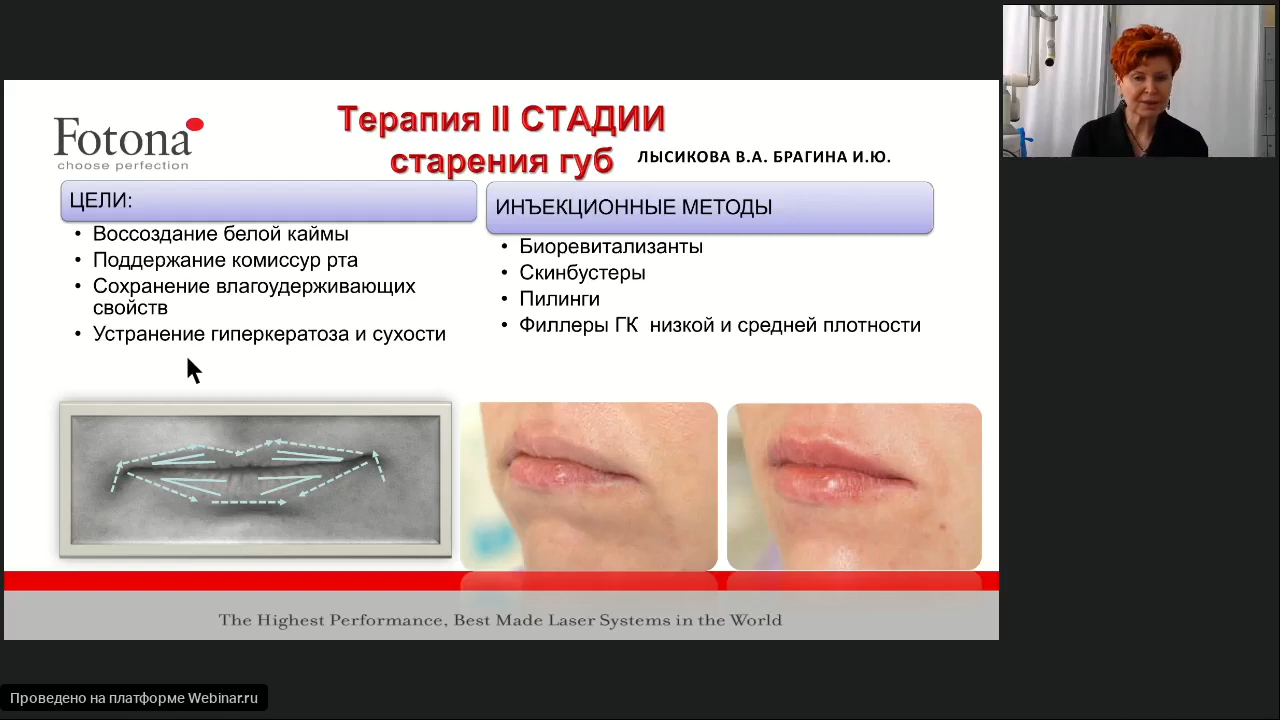 Fotona
choose perfection
Терапия II СТАДИИ
старения губ
ЛЫСИКОВА В.А. БРАГИНА И.Ю.
ЦЕЛИ:
• Воссоздание белой каймы
• Поддержание комиссур рта
• Сохранение влагоудерживающих
свойств
• Устранение гиперкератоза и сухости
ИНЪЕКЦИОННЫЕ МЕТОДЫ
• Биоревитализанты
• Скинбустеры
• Пилинги
• Филлеры ГК  низкой и средней плотности
The Highest Performance, Best Made Laser Systems in the World
Проведено на платформе Webinar.ru